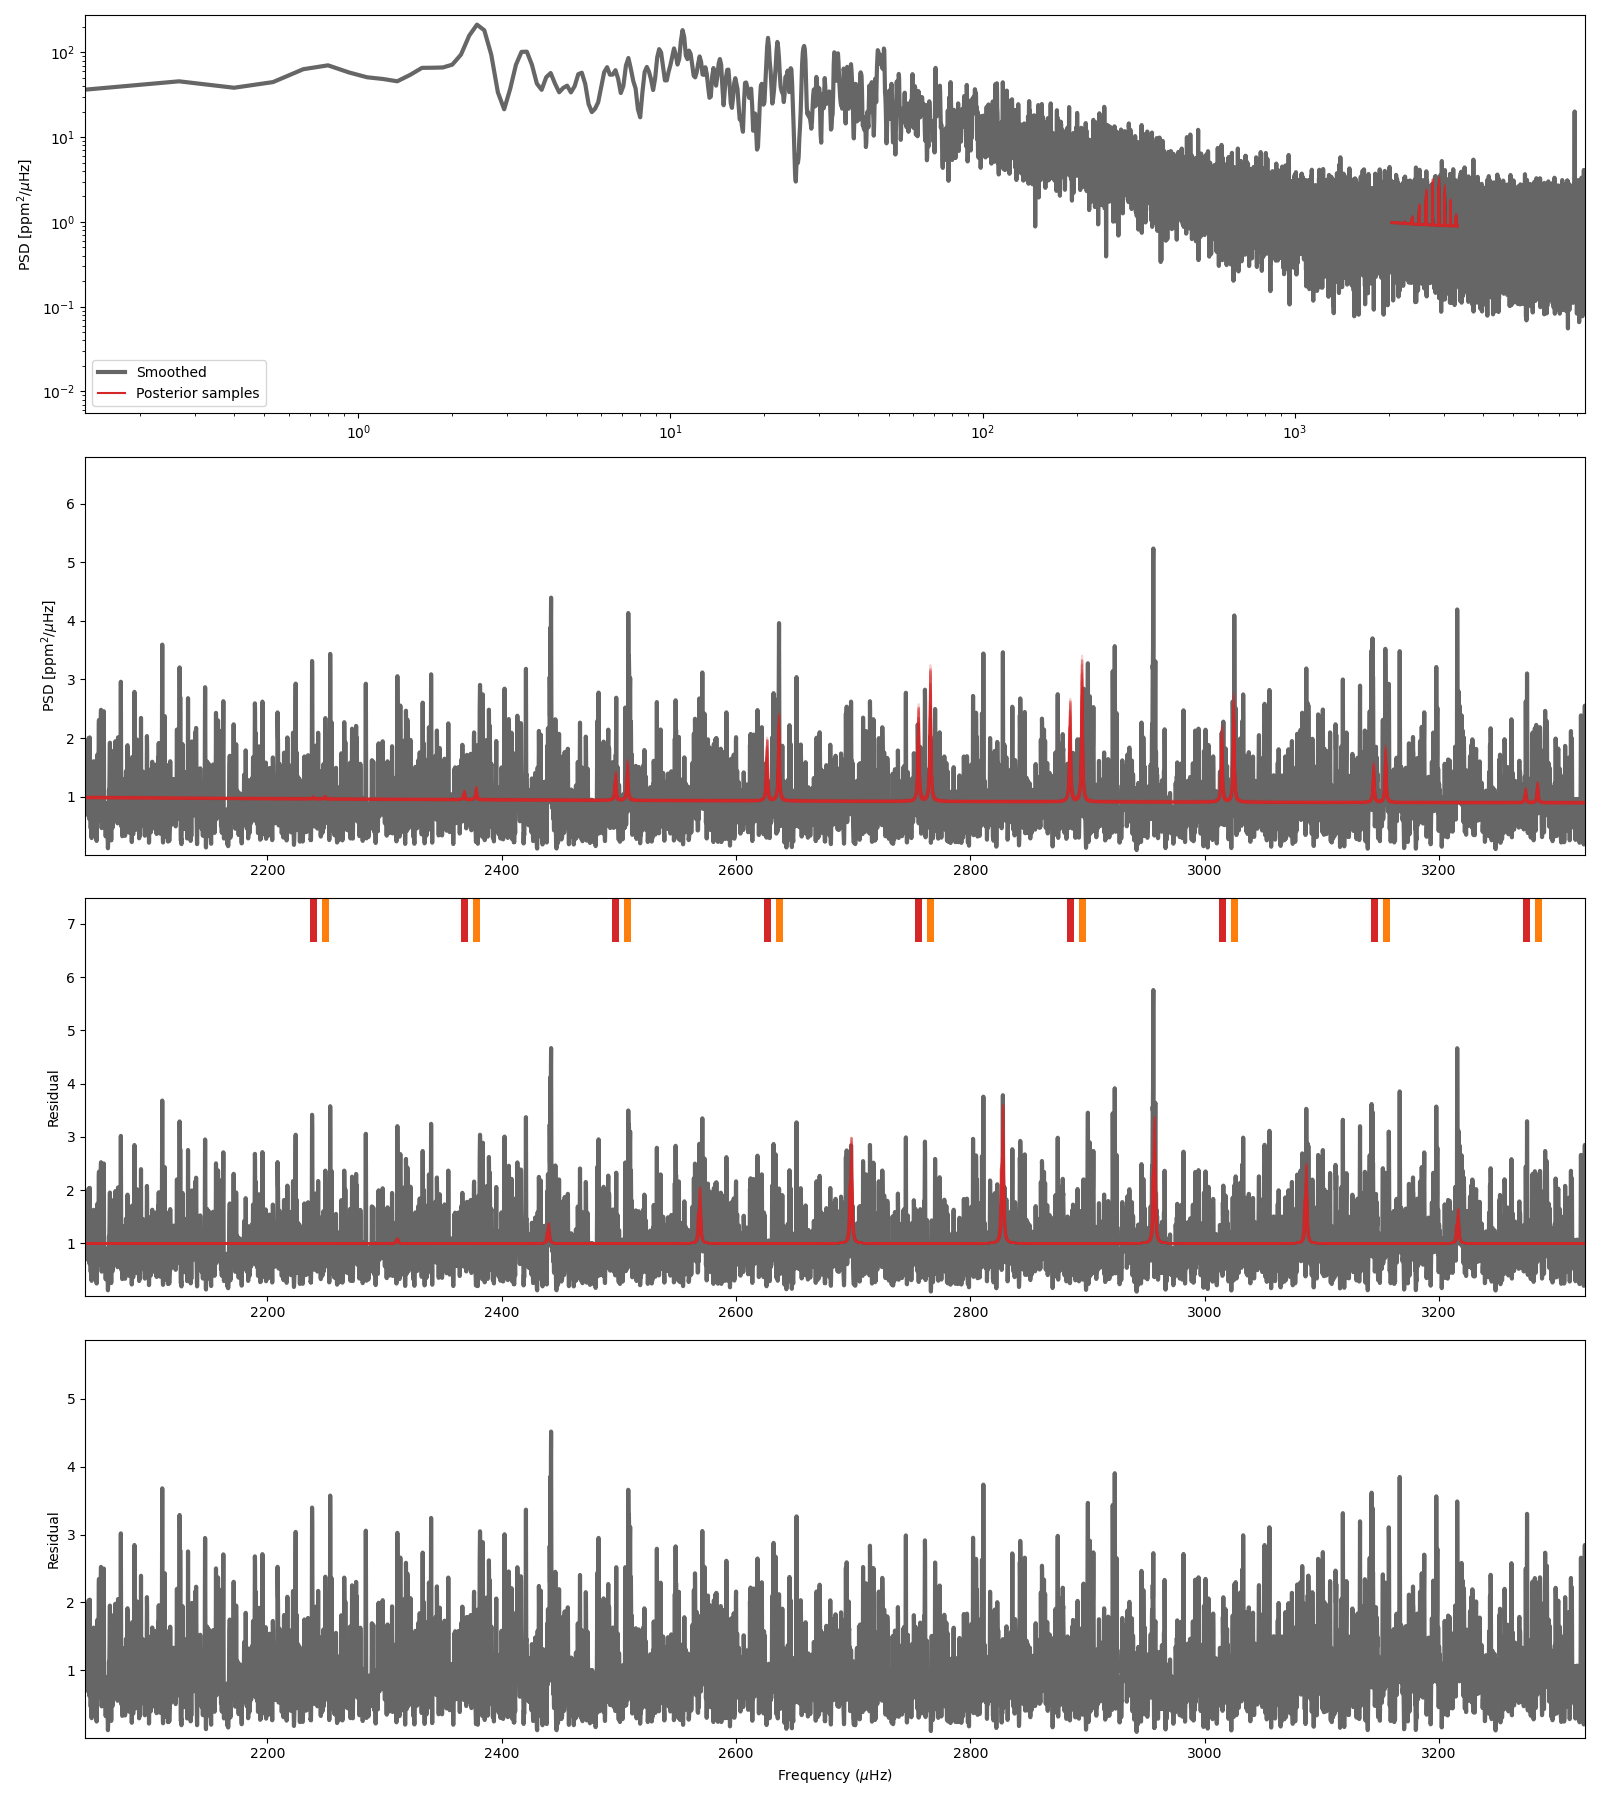 10²
10¹
10⁰
10⁻¹
10⁻²
PSD [ppm²/μHz]
Smoothed
Posterior samples
10⁰ 10¹ 10² 10³
6
5
4
3
2
1
PSD [ppm²/μHz]
2200 2400 2600 2800 3000 3200
7
6
5
4
3
2
1
Residual
2200 2400 2600 2800 3000 3200
5
4
3
2
1
Residual
2200 2400 2600 2800 3000 3200
Frequency (μHz)